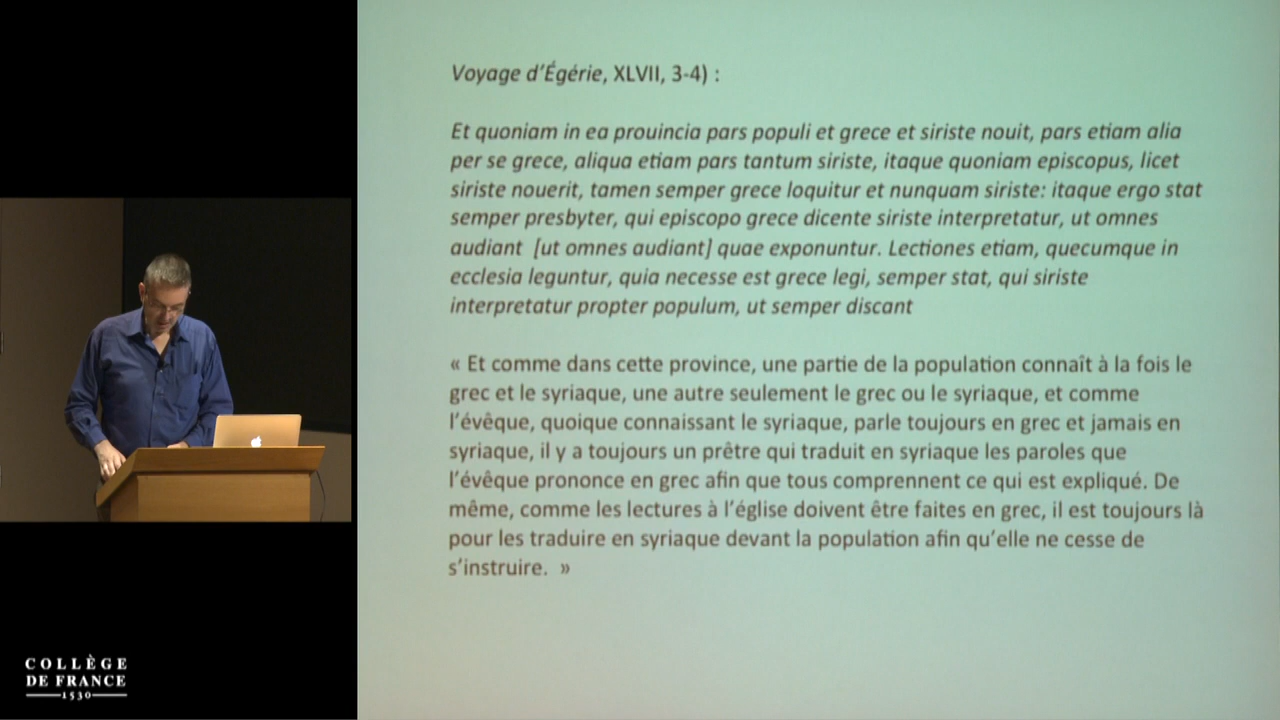 Voyage d'Égérie, XLVII, 3-4) :
Et quoniam in ea prouincia pars populi et grece et siriste nouit, pars etiam alia
per se grece, aliqua etiam pars tantum siriste, itaque quoniam episcopus, licet
siriste nouerit, tamen semper grece loquitur et nunquam siriste: itaque ergo stat
semper presbyter, qui episcopo grece dicente siriste interpretatur, ut omnes
audiant [ut omnes audiant] quae exponuntur. Lectiones etiam, quecumque in
ecclesia leguntur, quia necesse est grece legi, semper stat, qui siriste
interpretatur propter populum, ut semper discant
« Et comme dans cette province, une partie de la population connaît à la fois le
grec et le syriaque, une autre seulement le grec ou le syriaque, et comme
l'évêque, quoique connaissant le syriaque, parle toujours en grec et jamais en
syriaque, il y a toujours un prêtre qui traduit en syriaque les paroles que
l'évêque prononce en grec afin que tous comprennent ce qui est expliqué. De
même, comme les lectures à l'église doivent être faites en grec, il est toujours là
pour les traduire en syriaque devant la population afin qu'elle ne cesse de
s'instruire. »
COLLÈGE
DE FRANCE
1530